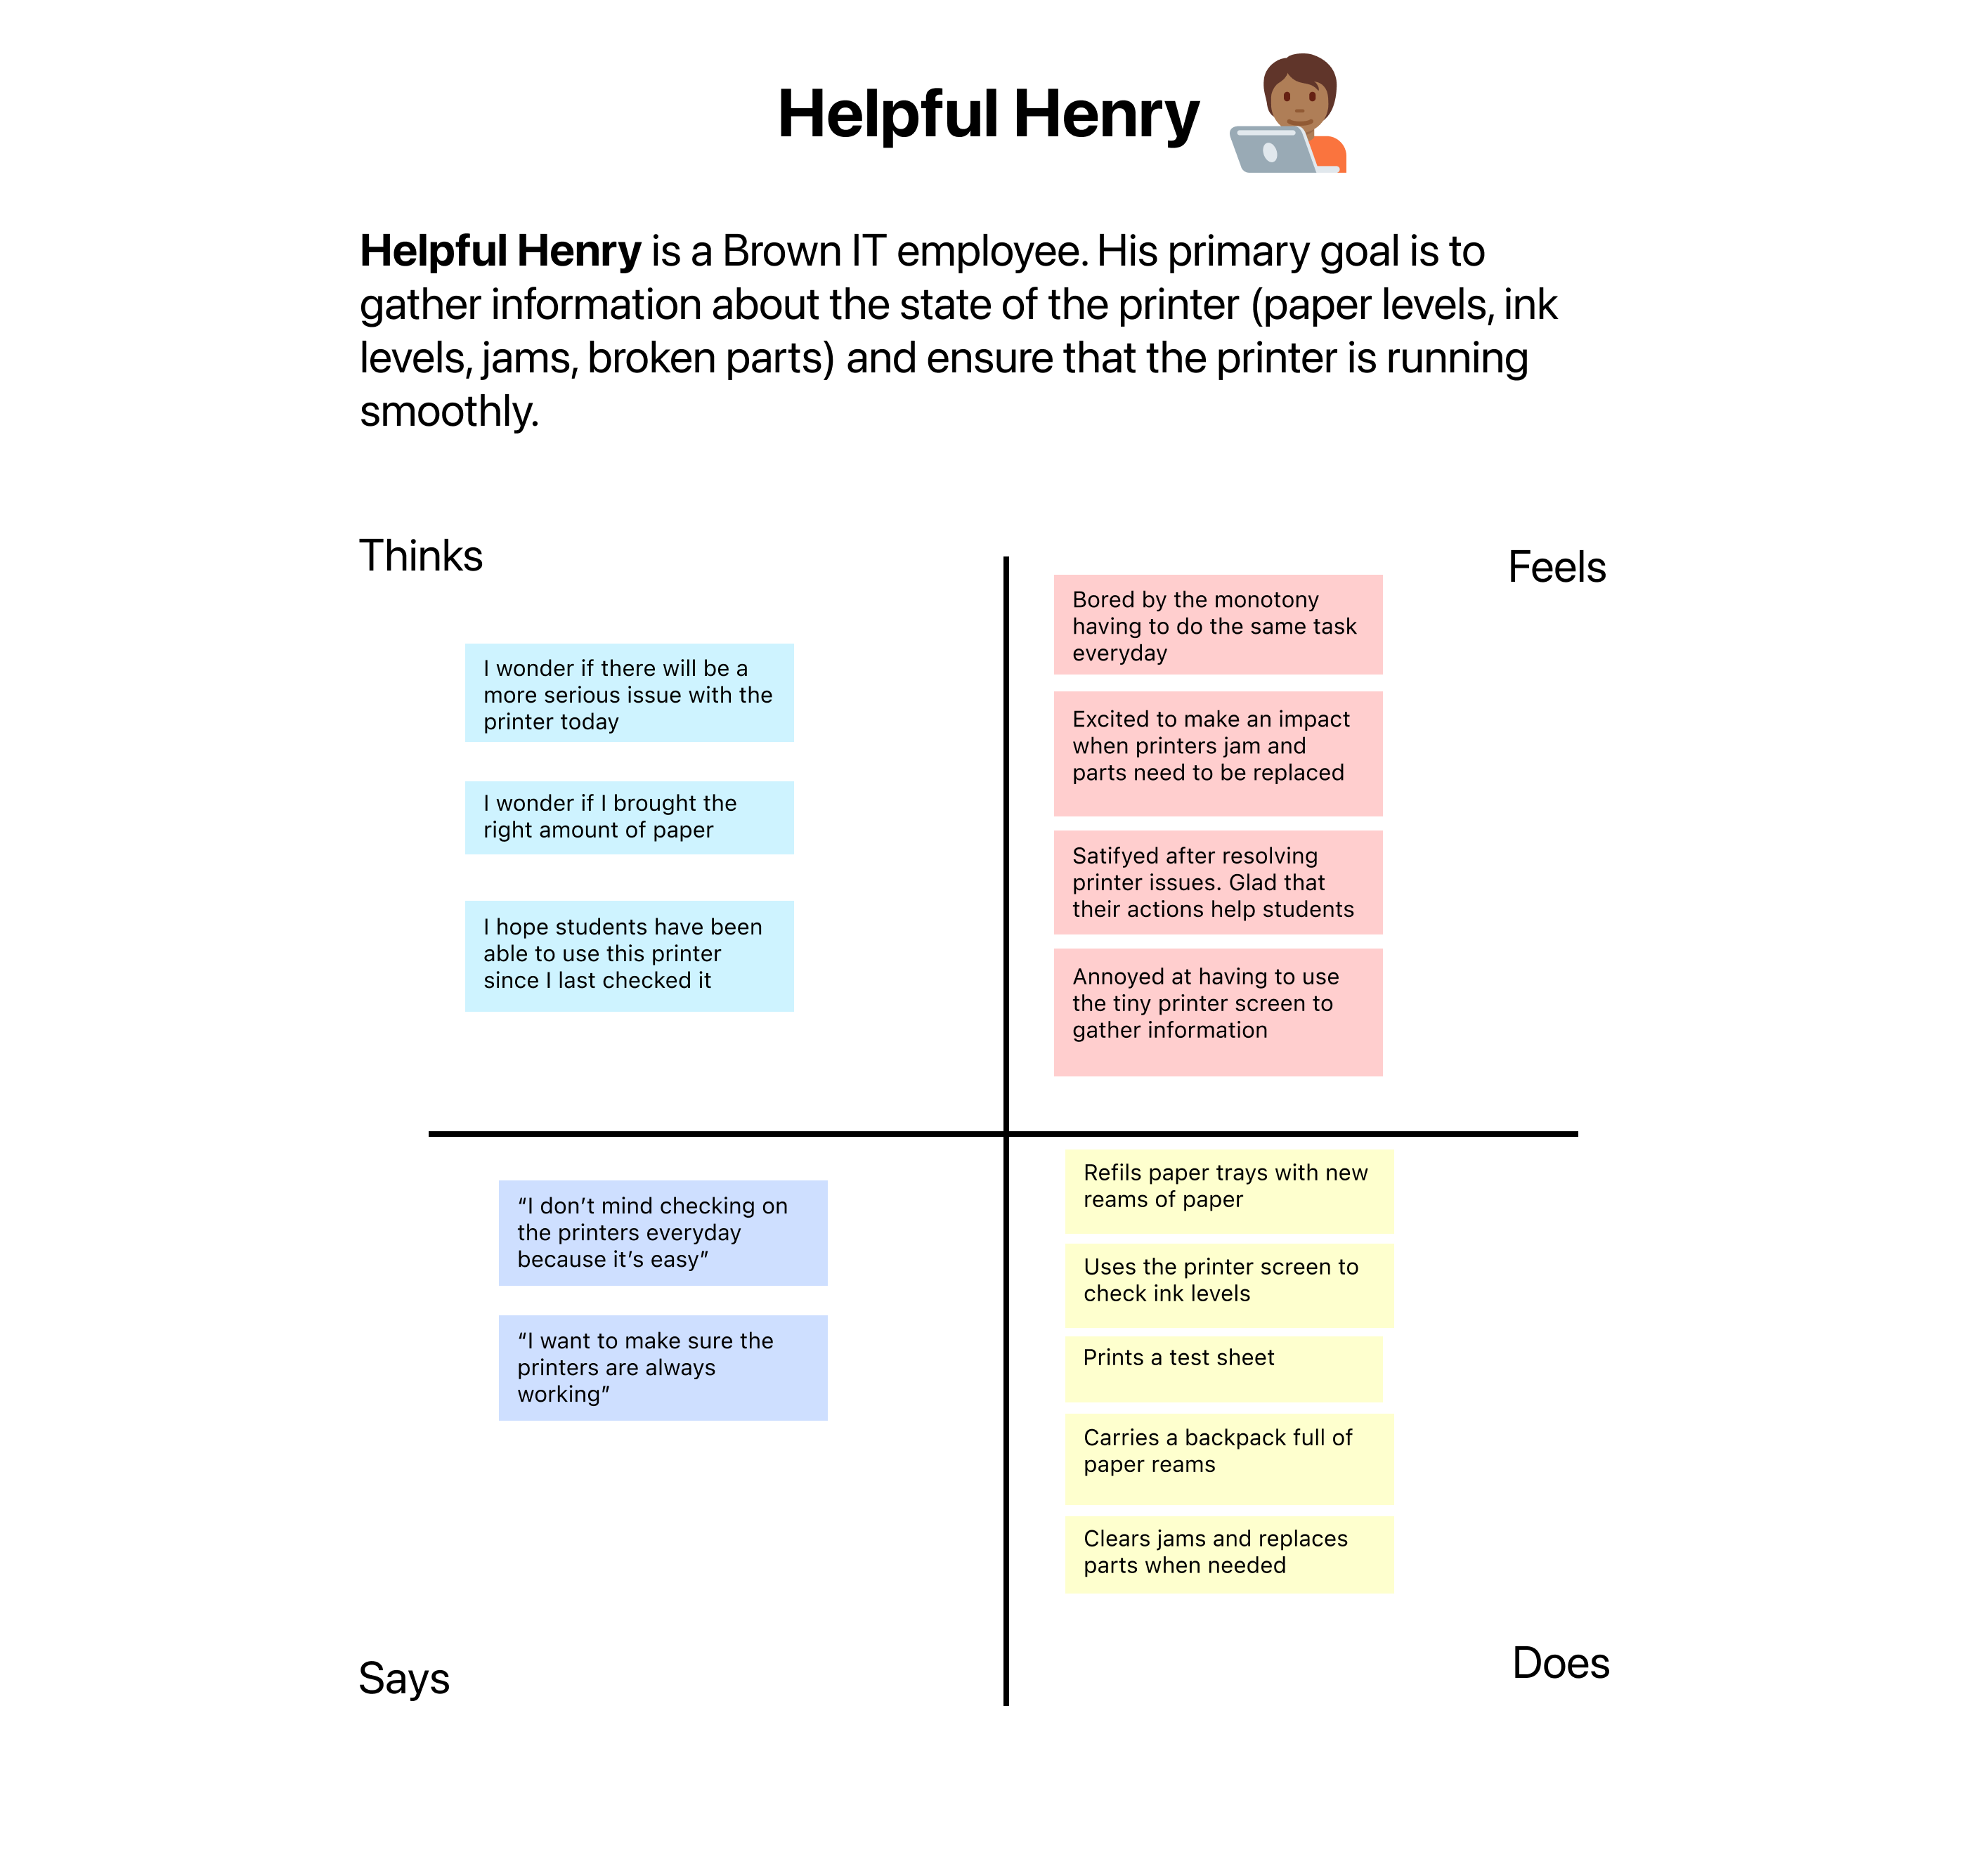 Helpful Henry
Helpful Henry is a Brown IT employee. His primary goal is to
gather information about the state of the printer (paper levels, ink
levels, jams, broken parts) and ensure that the printer is running
smoothly.
Thinks
I wonder if there will be a
more serious issue with the
printer today
I wonder if I brought the
right amount of paper
I hope students have been
able to use this printer
since I last checked it
Feels
Bored by the monotony
having to do the same task
everyday
Excited to make an impact
when printers jam and
parts need to be replaced
Satifyed after resolving
printer issues. Glad that
their actions help students
Annoyed at having to use
the tiny printer screen to
gather information
“I don’t mind checking on
the printers everyday
because it’s easy”
“I want to make sure the
printers are always
working”
Says
Refils paper trays with new
reams of paper
Uses the printer screen to
check ink levels
Prints a test sheet
Carries a backpack full of
paper reams
Clears jams and replaces
parts when needed
Does